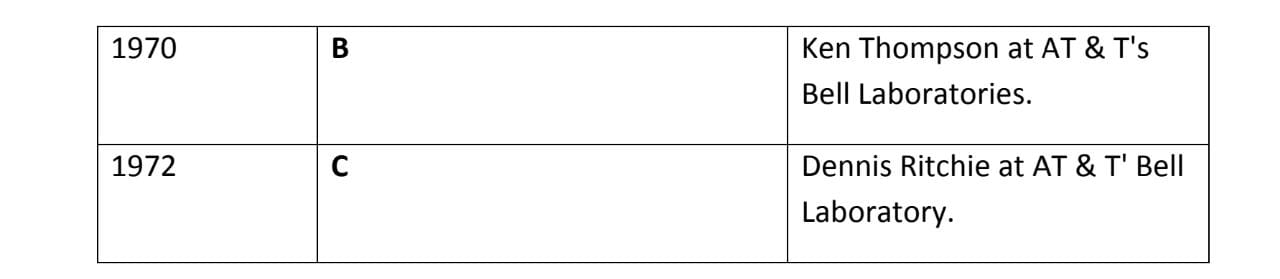 1970 B Ken Thompson at AT & T's
Bell Laboratories.
1972 C Dennis Ritchie at AT & T' Bell
Laboratory.